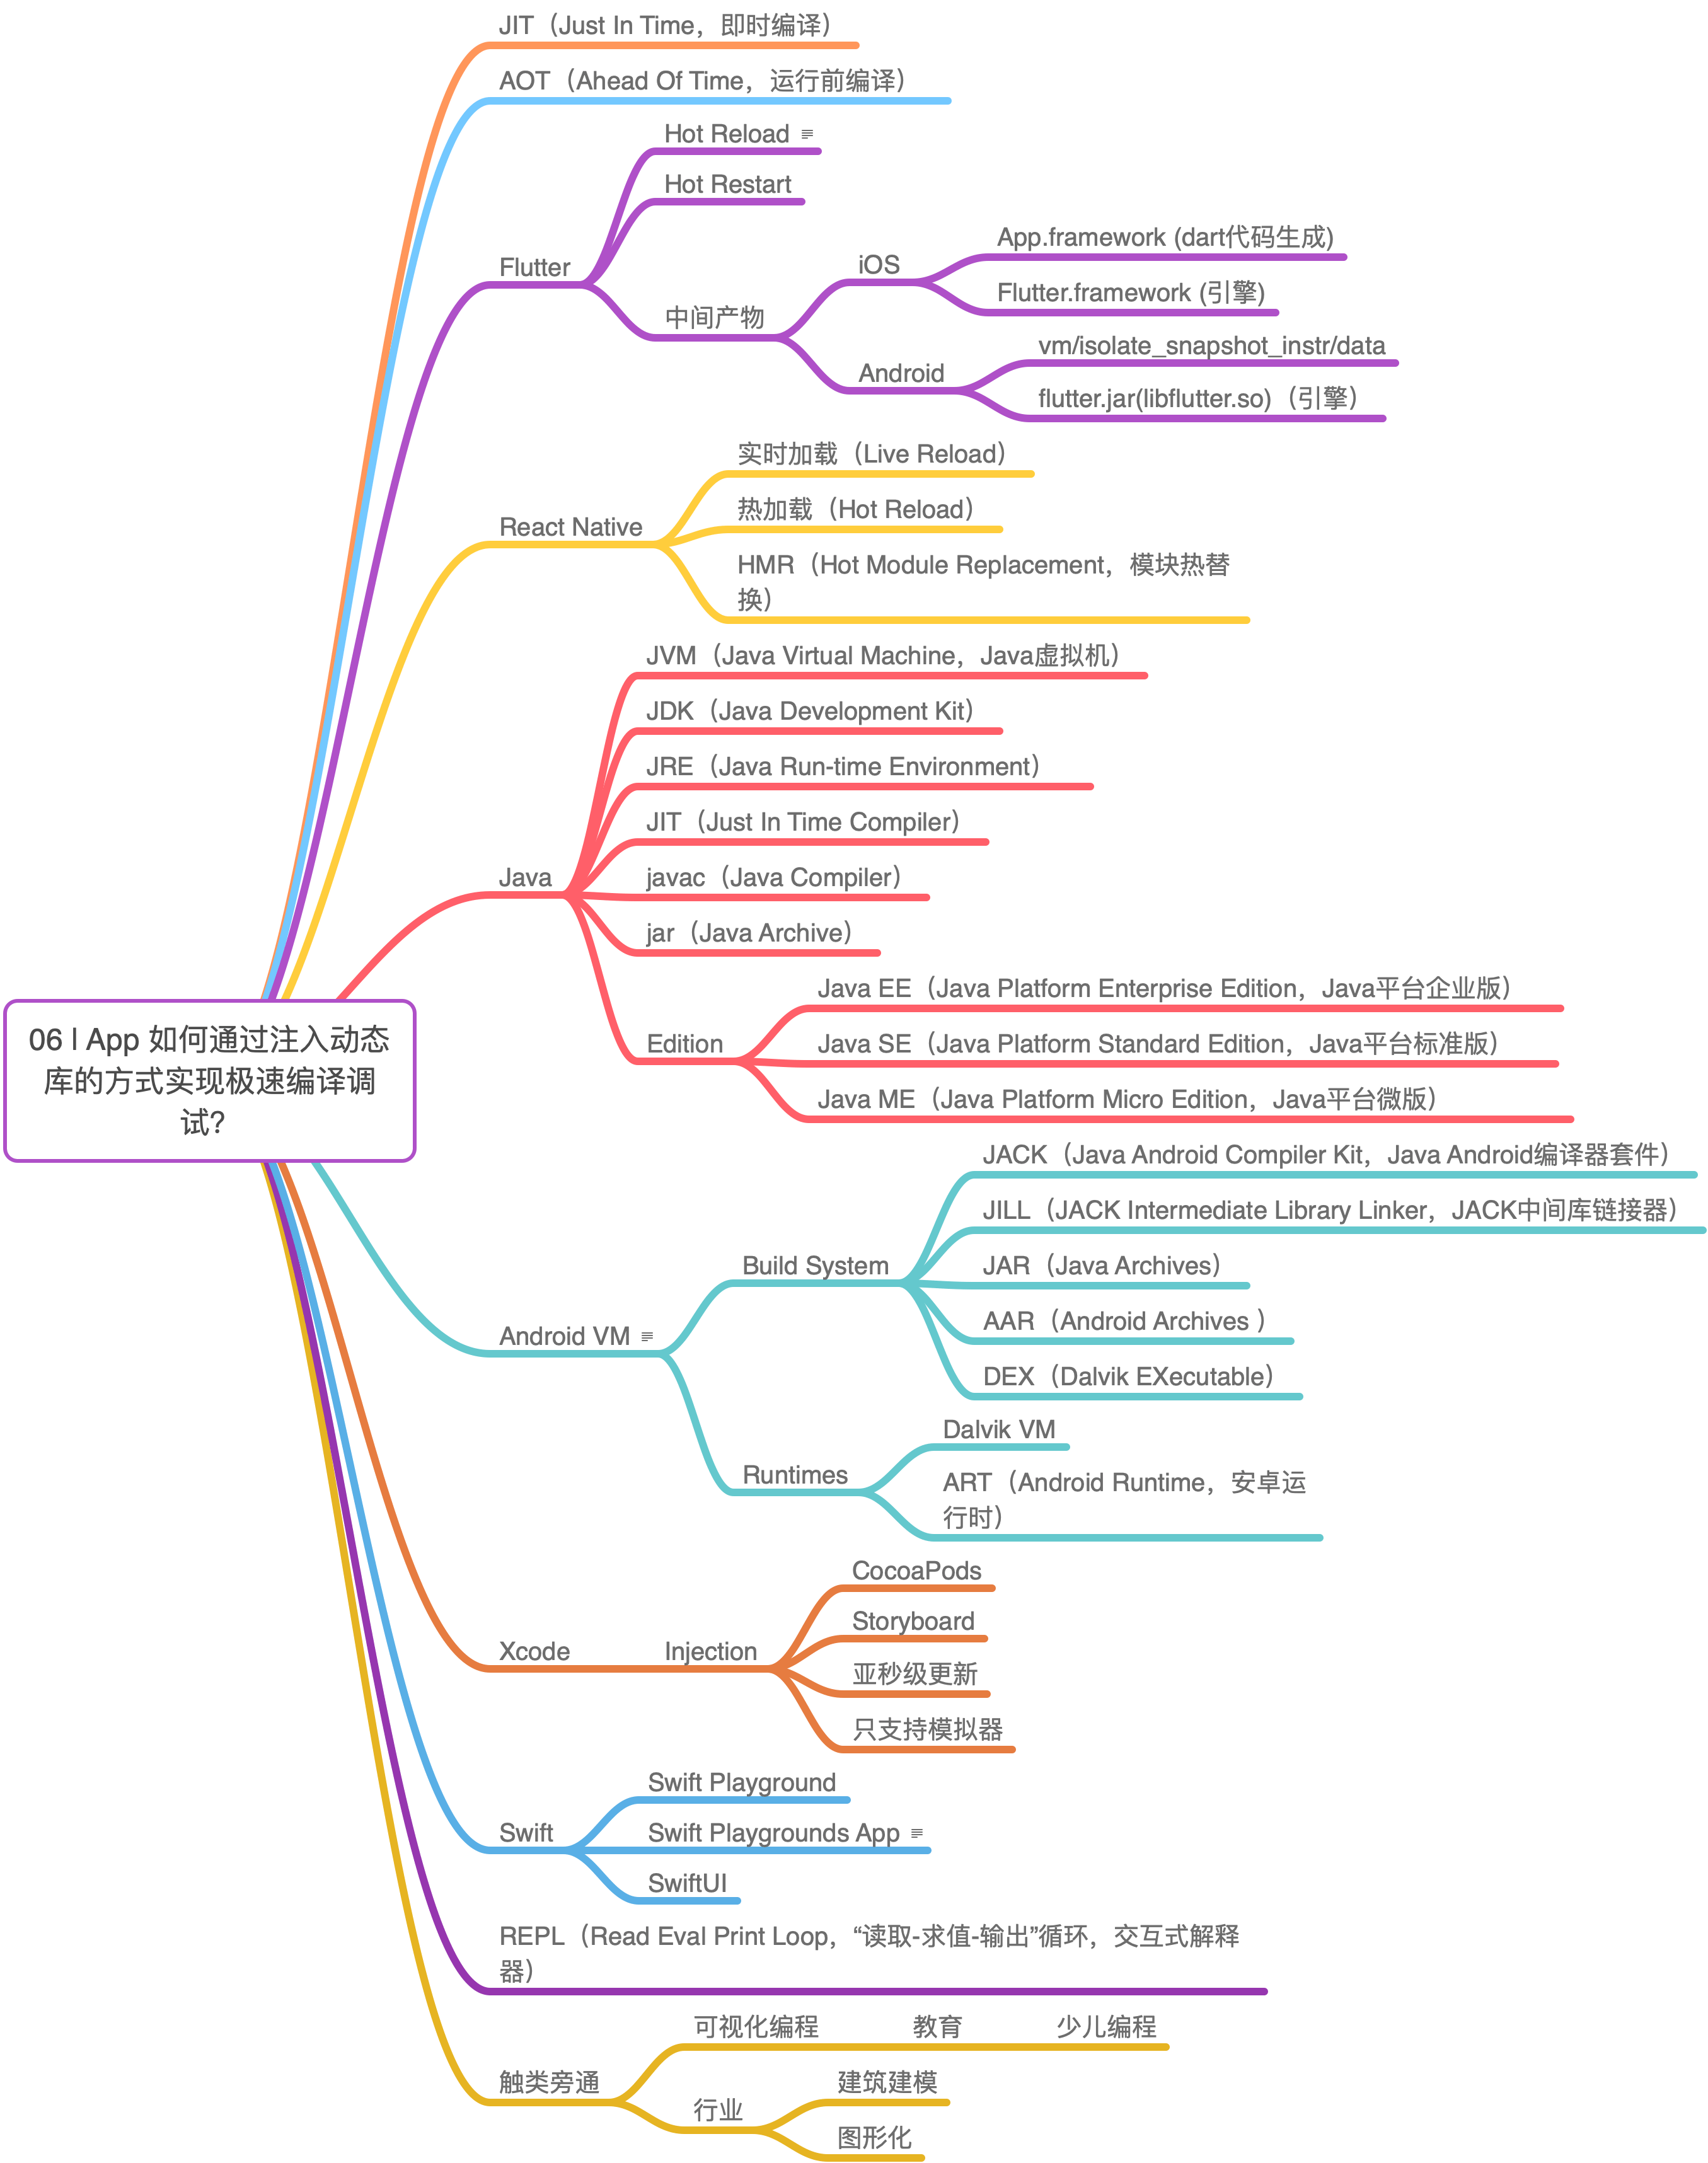 JIT（Just In Time，即时编译）
AOT（Ahead Of Time，运行前编译）
Hot Reload
Hot Restart
App.framework (dart代码生成)
iOS
Flutter
Flutter.framework (引擎)
中间产物
vm/isolate_snapshot_instr/data
Android
flutter.jar(libflutter.so)（引擎）
实时加载（Live Reload）
热加载（Hot Reload）
React Native
HMR（Hot Module Replacement，模块热替
换）
JVM（Java Virtual Machine，Java虚拟机）
JDK（Java Development Kit）
JRE（Java Run-time Environment）
JIT（Just In Time Compiler）
Java
javac（Java Compiler）
jar（Java Archive）
Java EE（Java Platform Enterprise Edition，Java平台企业版）
Edition
Java SE（Java Platform Standard Edition，Java平台标准版）
Java ME（Java Platform Micro Edition，Java平台微版）
06 | App 如何通过注入动态
库的方式实现极速编译调
试？
JACK（Java Android Compiler Kit，Java Android编译器套件）
JILL（JACK Intermediate Library Linker，JACK中间库链接器）
Build System
JAR（Java Archives）
AAR（Android Archives ）
DEX（Dalvik EXecutable）
Android VM
Dalvik VM
Runtimes
ART（Android Runtime，安卓运
行时）
CocoaPods
Storyboard
Xcode
Injection
亚秒级更新
只支持模拟器
Swift Playground
Swift
Swift Playgrounds App
SwiftUI
REPL（Read Eval Print Loop，“读取-求值-输出”循环，交互式解释
器）
可视化编程
教育
少儿编程
触类旁通
建筑建模
行业
图形化